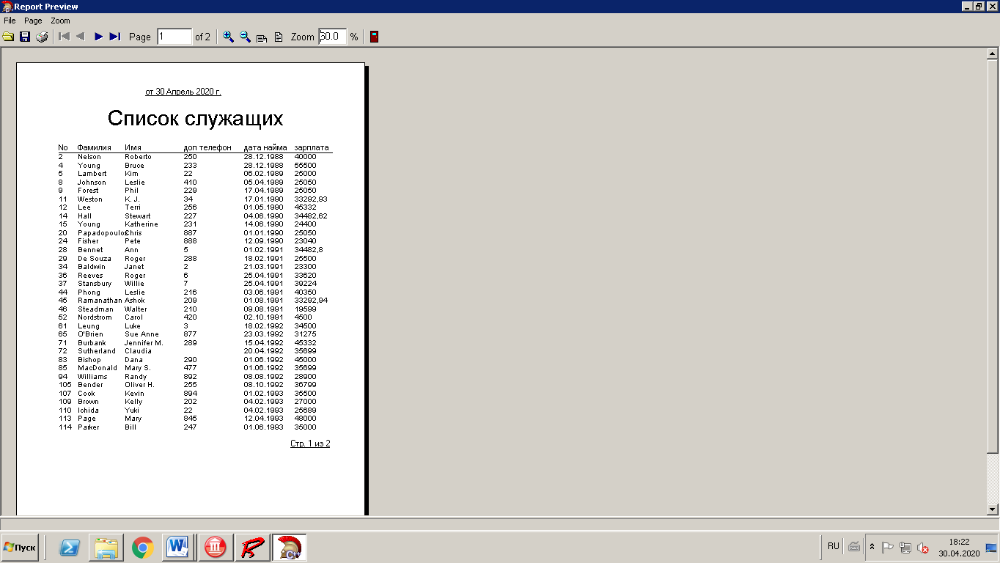 Report Preview
File Page Zoom
Page 1 of 2 Zoom 60.0 %
от 30 Апрель 2020 г.
Список служащих
No Фамилия Имя доп телефон дата найма зарплата
2 Nelson Roberto 250 28.12.1988 40000
4 Young Bruce 233 28.12.1988 55500
5 Lambert Kim 22 06.02.1989 25000
8 Johnson Leslie 410 05.04.1989 25050
9 Forest Phil 229 17.04.1989 25050
11 Weston K. J. 34 17.01.1990 33292,93
12 Lee Terri 256 01.05.1990 45332
14 Hall Stewart 227 04.06.1990 34482,62
15 Young Katherine 231 14.06.1990 24400
20 Papadopoulos Chris 887 01.01.1990 25050
24 Fisher Pete 888 12.09.1990 23040
28 Bennet Ann 5 01.02.1991 34482,8
29 De Souza Roger 288 18.02.1991 25500
34 Baldwin Janet 2 21.03.1991 23300
36 Reeves Roger 6 25.04.1991 33620
37 Stansbury Willie 7 25.04.1991 39224
44 Phong Leslie 216 03.06.1991 40350
45 Ramanathan Ashok 209 01.08.1991 33292,94
46 Steadman Walter 210 09.08.1991 19599
52 Nordstrom Carol 420 02.10.1991 4500
61 Leung Luke 3 18.02.1992 34500
65 O'Brien Sue Anne 877 23.03.1992 31275
71 Burbank Jennifer M. 289 15.04.1992 45332
72 Sutherland Claudia 20.04.1992 35699
83 Bishop Dana 290 01.06.1992 45000
85 MacDonald Mary S. 477 01.06.1992 35699
94 Williams Randy 892 08.08.1992 28900
105 Bender Oliver H. 255 08.10.1992 36799
107 Cook Kevin 894 01.02.1993 35500
109 Brown Kelly 202 04.02.1993 27000
110 Ichida Yuki 22 04.02.1993 25689
113 Page Mary 845 12.04.1993 48000
114 Parker Bill 247 01.06.1993 35000
Стр. 1 из 2
Пуск RU 18:22
30.04.2020